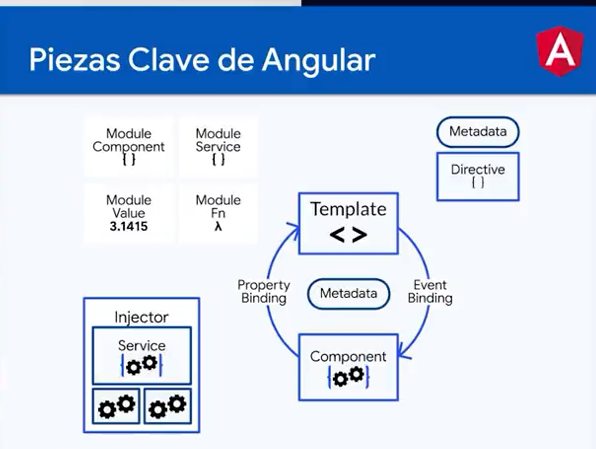 Piezas Clave de Angular
A
Module
Component
{ }
Module
Service
{ }
Module
Value
3.1415
Module
Fn
λ
Metadata
Directive
{ }
Template
< >
Property
Binding
Metadata
Event
Binding
Component
{ }
Injector
Service
{ }